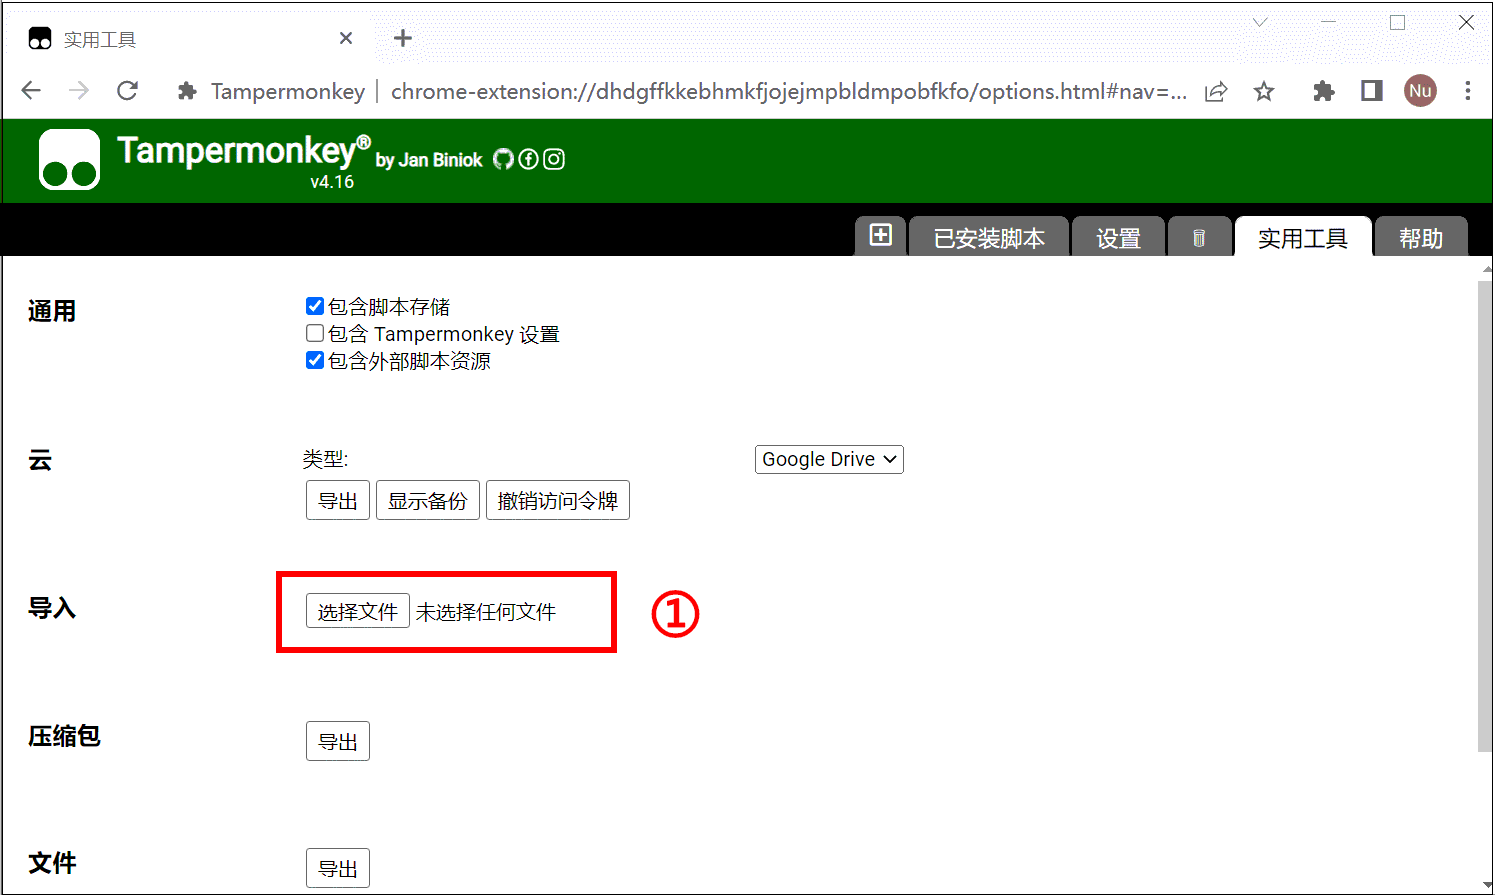 实用工具
Tampermonkey | chrome-extension://dhdgffkkebhmkfjojejmpbldmpobfkfo/options.html#nav=... Nu
Tampermonkey® by Jan Biniok
v4.16
已安装脚本 设置 实用工具 帮助
通用 包含脚本存储
包含 Tampermonkey 设置
包含外部脚本资源
云 类型: Google Drive
导出 显示备份 撤销访问令牌
导入 选择文件 未选择任何文件 ①
压缩包 导出
文件 导出